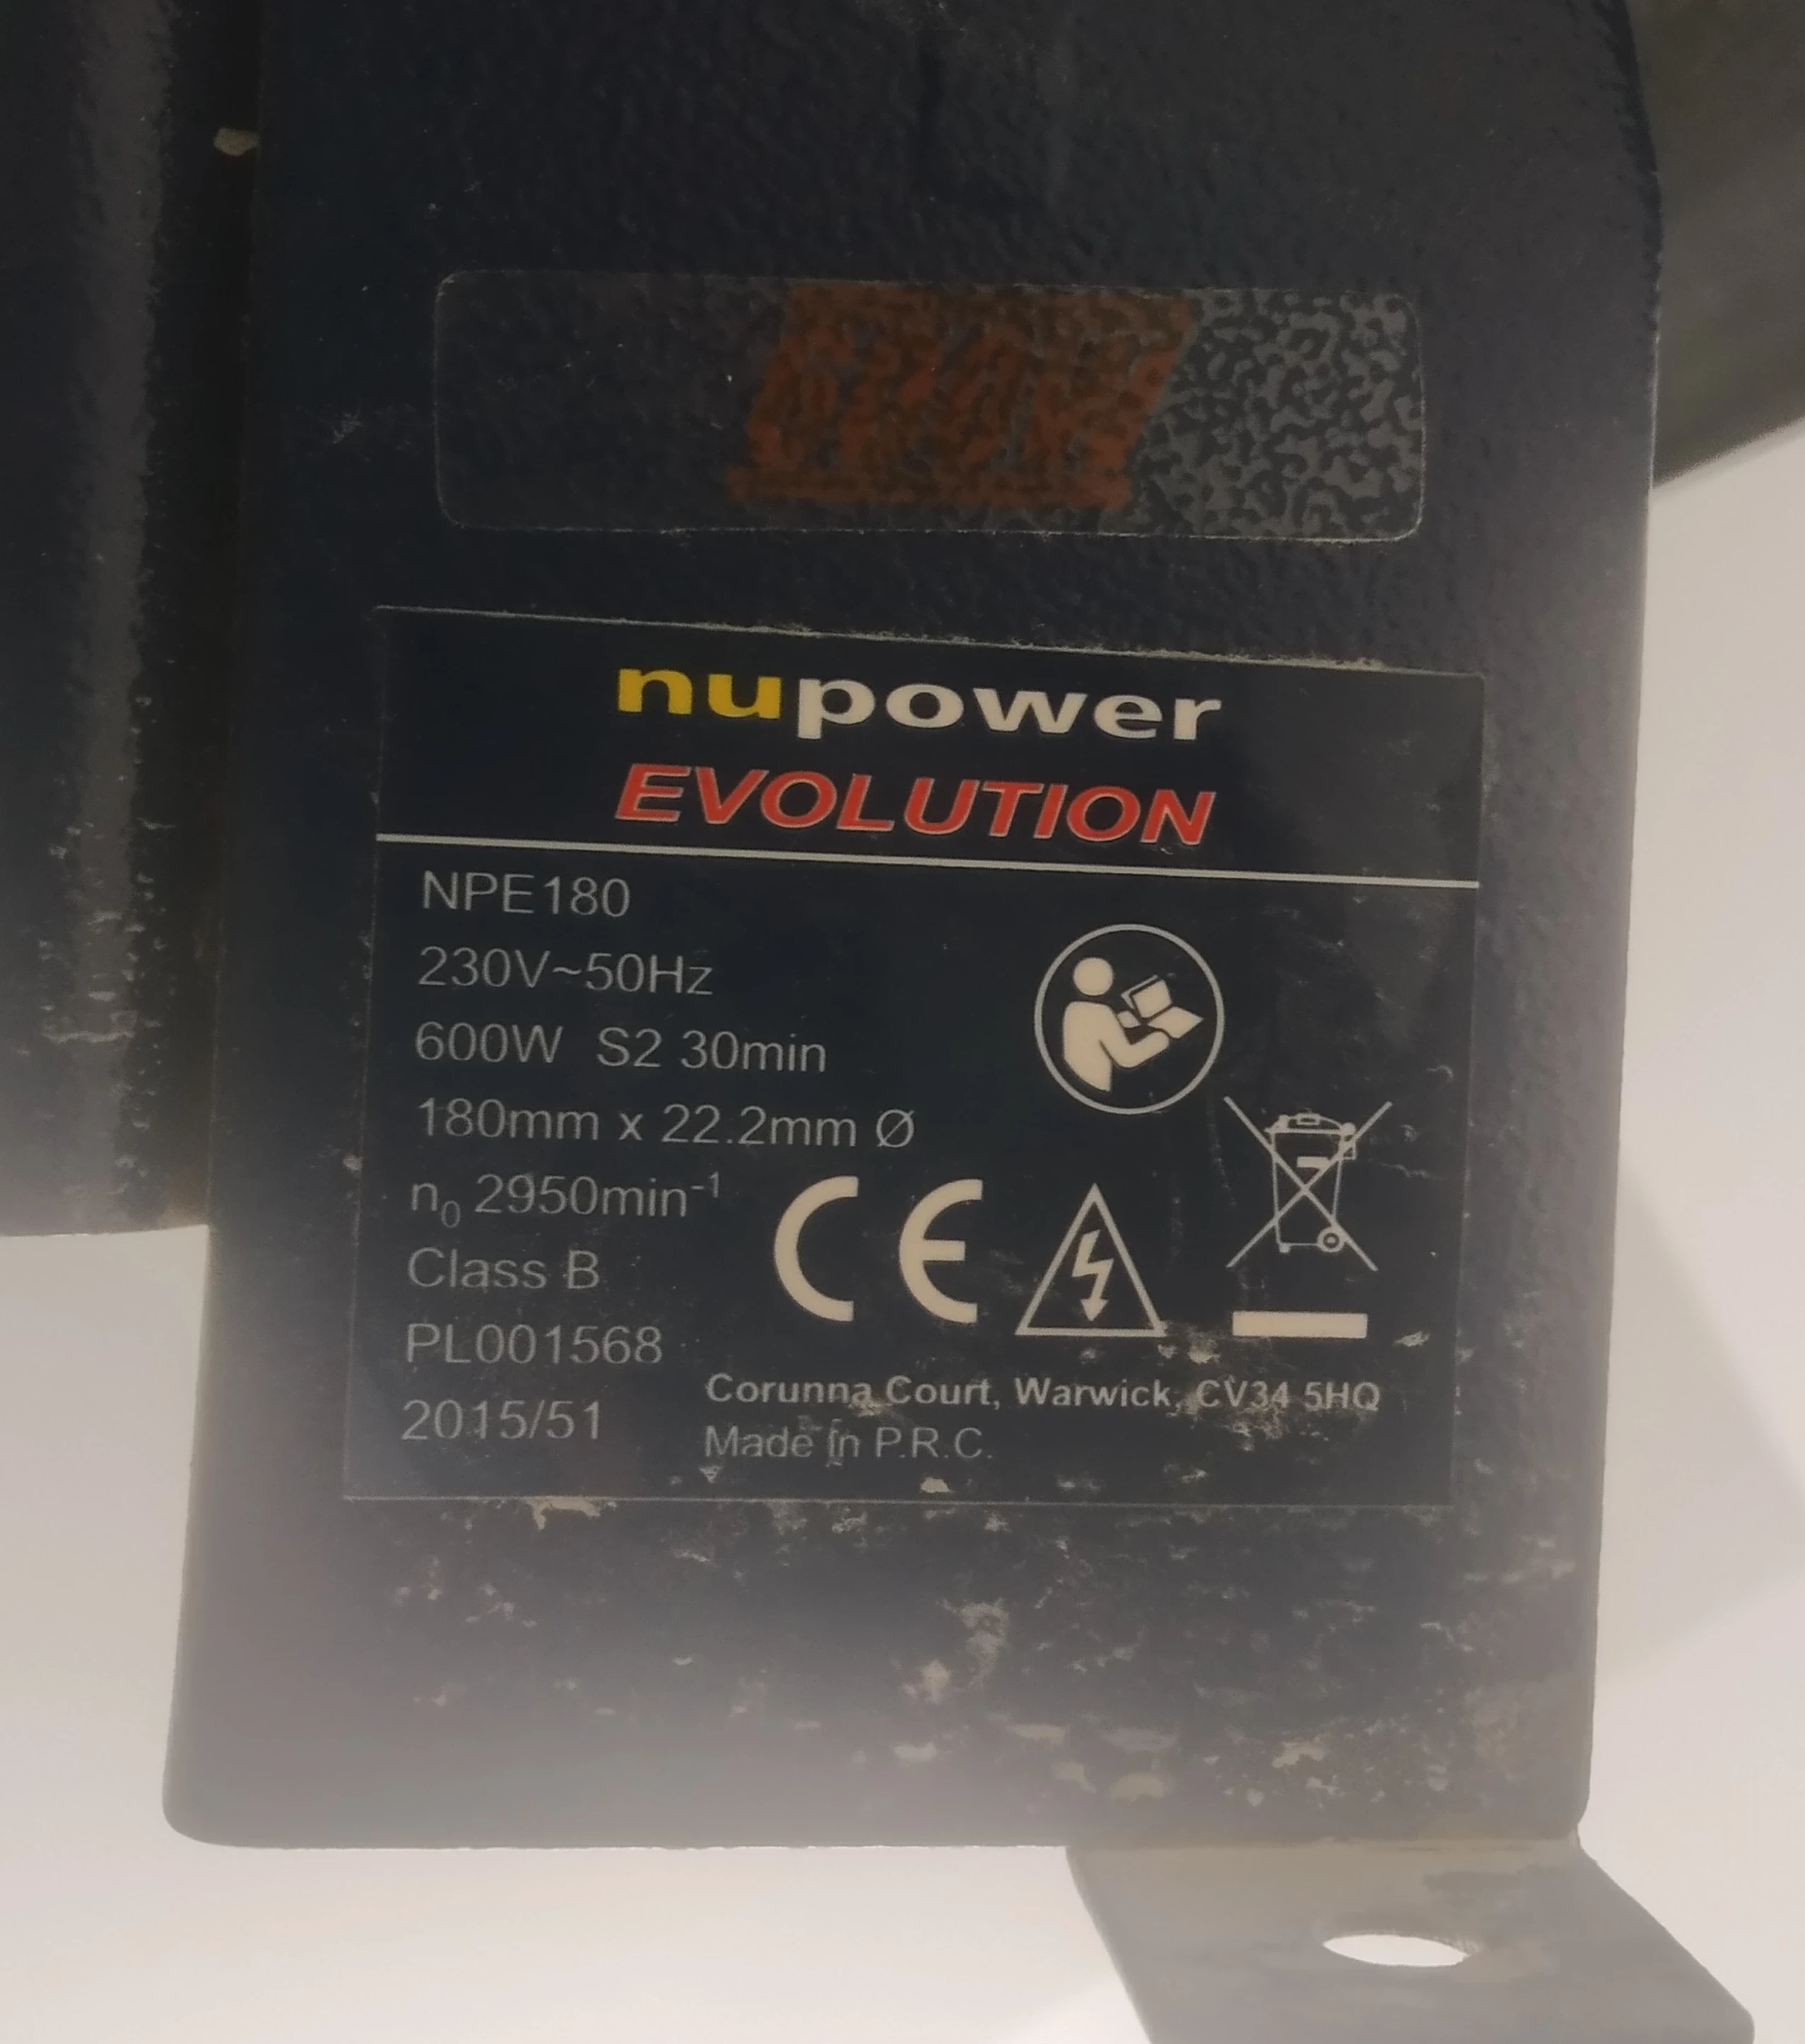 nupower
EVOLUTION
NPE180
230V~50Hz
600W S2 30min
180mm x 22.2mm Ø
n₀ 2950min⁻¹
CE
Class B
PL001568
2015/51
Corunna Court, Warwick, CV34 5HQ
Made in P.R.C.